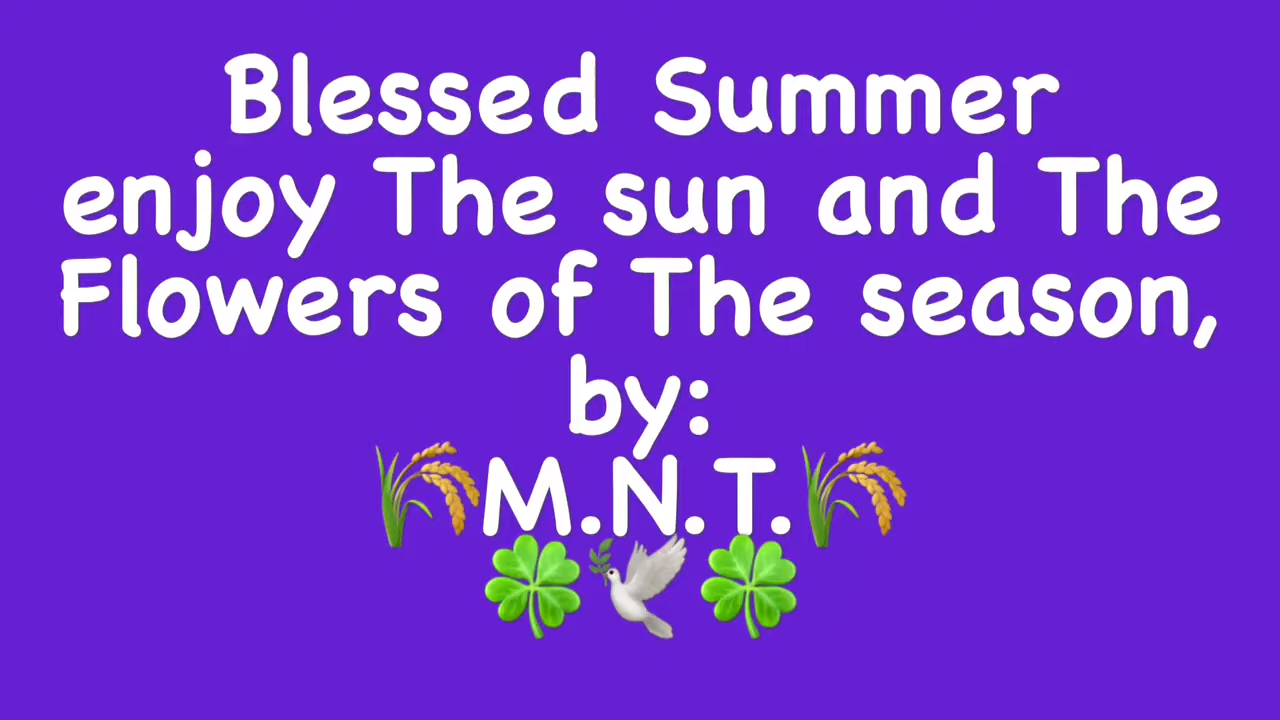 Blessed Summer
enjoy The sun and The
Flowers of The season,
by:
🌾M.N.T.🌾
🍀🕊️🍀